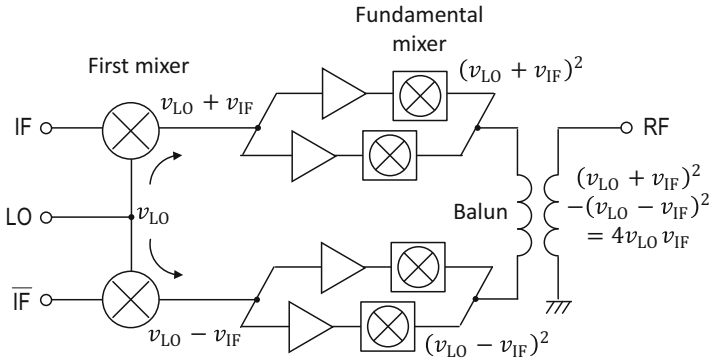 Fundamental
mixer
First mixer
(v_LO + v_IF)^2
v_LO + v_IF
IF
RF
(v_LO + v_IF)^2
−(v_LO − v_IF)^2
= 4v_LO v_IF
LO
v_LO
Balun
I̅F̅
v_LO − v_IF
(v_LO − v_IF)^2